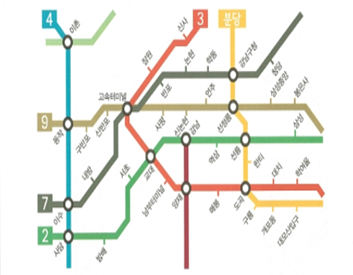 4
이촌
신사
3
분당
잠원
논현
학동
반포
강남구청
청담
고속터미널
9
동작
구반포
신반포
사평
신논현
언주
선정릉
삼성중앙
봉은사
강남
7
내방
서초
교대
역삼
선릉
삼성
한티
이수
남부터미널
양재
매봉
도곡
대치
학여울
2
사당
방배
구룡
개포동
대모산입구